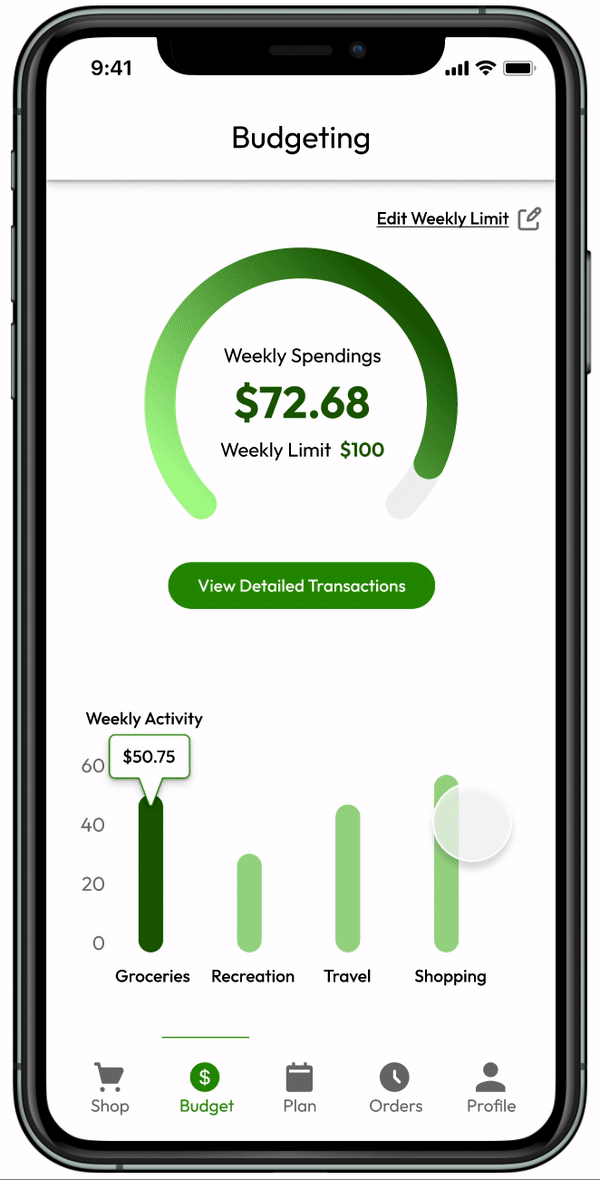 9:41
Budgeting
Edit Weekly Limit
Weekly Spendings
$72.68
Weekly Limit $100
View Detailed Transactions
Weekly Activity
$50.75
60
40
20
0
Groceries Recreation Travel Shopping
$
Shop Budget Plan Orders Profile